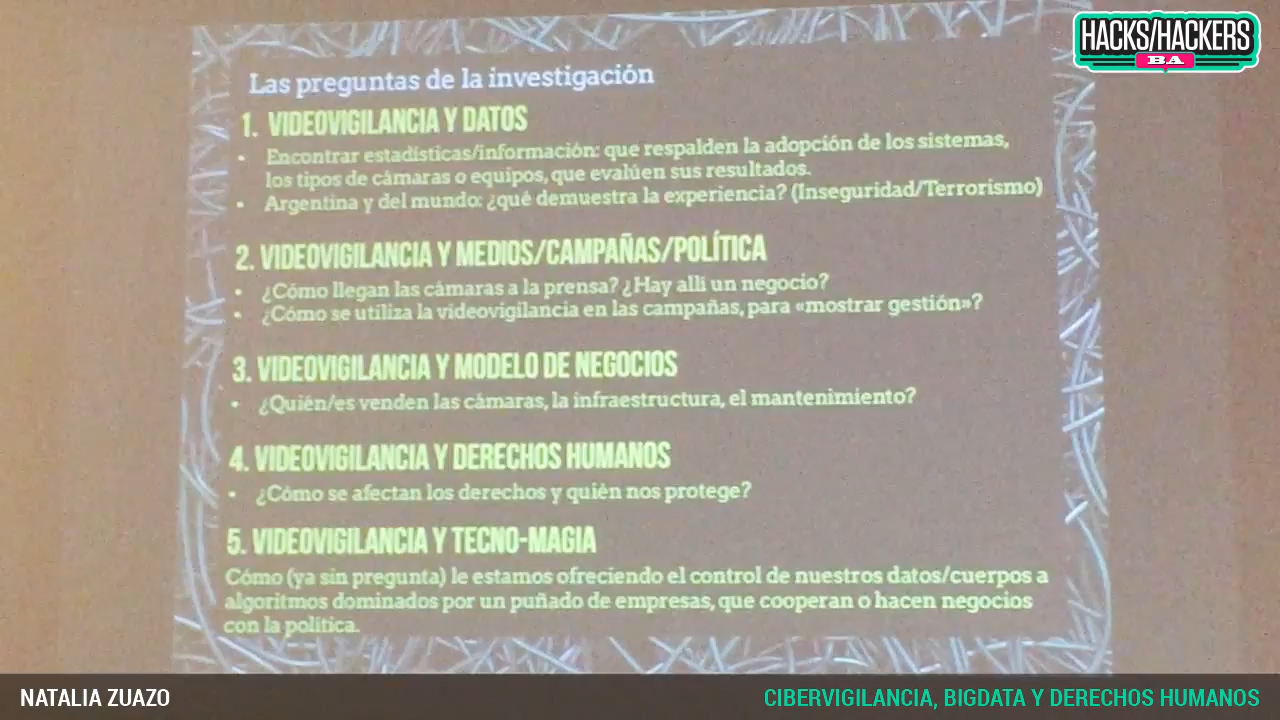 HACKS/HACKERS
BA
Las preguntas de la investigación
1. VIDEOVIGILANCIA Y DATOS
• Encontrar estadísticas/información: que respalden la adopción de los sistemas,
los tipos de cámaras o equipos, que evalúen sus resultados.
• Argentina y del mundo: ¿qué demuestra la experiencia? (Inseguridad/Terrorismo)
2. VIDEOVIGILANCIA Y MEDIOS/CAMPAÑAS/POLÍTICA
• ¿Cómo llegan las cámaras a la prensa? ¿Hay allí un negocio?
• ¿Cómo se utiliza la videovigilancia en las campañas, para «mostrar gestión»?
3. VIDEOVIGILANCIA Y MODELO DE NEGOCIOS
• ¿Quién/es venden las cámaras, la infraestructura, el mantenimiento?
4. VIDEOVIGILANCIA Y DERECHOS HUMANOS
• ¿Cómo se afectan los derechos y quién nos protege?
5. VIDEOVIGILANCIA Y TECNO-MAGIA
Cómo (ya sin pregunta) le estamos ofreciendo el control de nuestros datos/cuerpos a
algoritmos dominados por un puñado de empresas, que cooperan o hacen negocios
con la política.
NATALIA ZUAZO
CIBERVIGILANCIA, BIGDATA Y DERECHOS HUMANOS